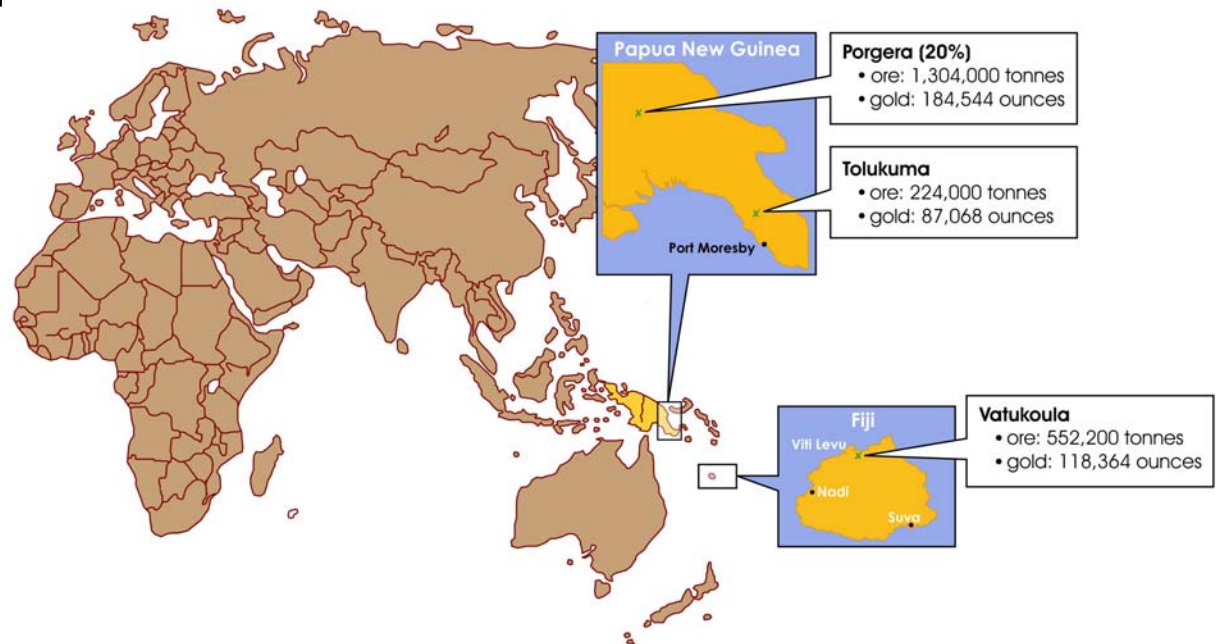 Papua New Guinea
Porgera (20%)
• ore: 1,304,000 tonnes
• gold: 184,544 ounces
Tolukuma
• ore: 224,000 tonnes
• gold: 87,068 ounces
Port Moresby
Fiji
Viti Levu
Nadi
Suva
Vatukoula
• ore: 552,200 tonnes
• gold: 118,364 ounces